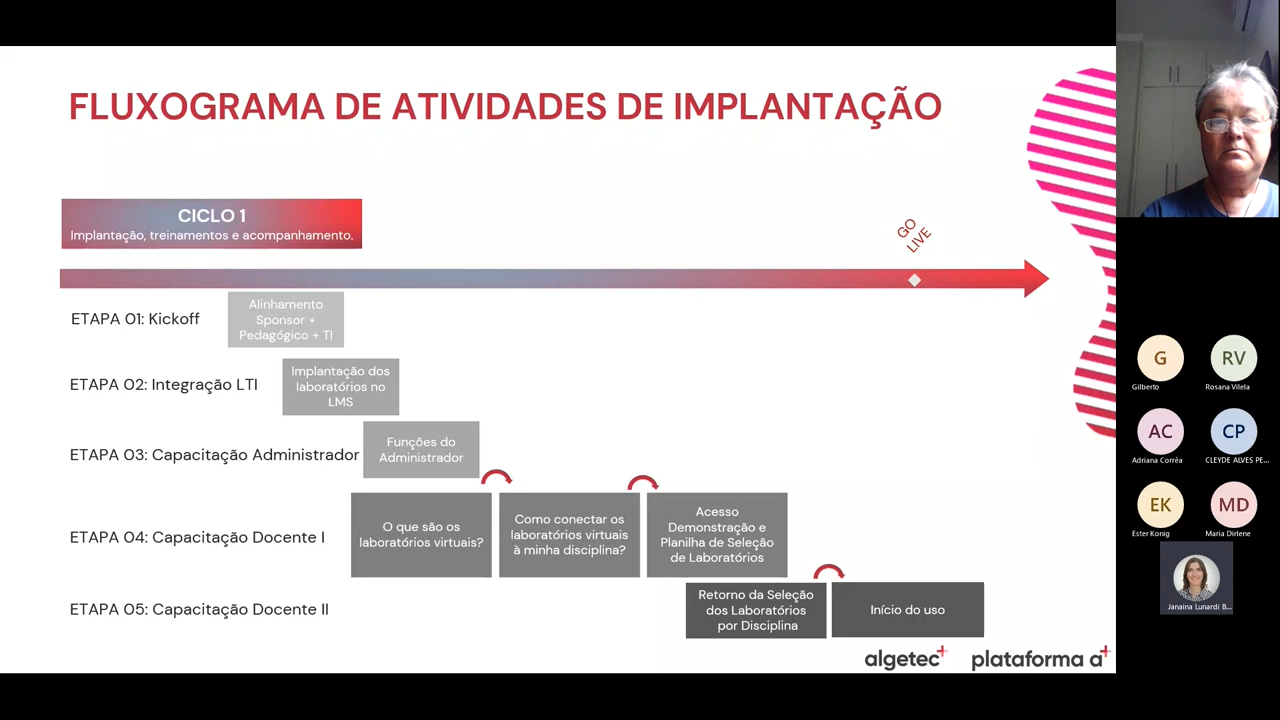 FLUXOGRAMA DE ATIVIDADES DE IMPLANTAÇÃO
CICLO 1
Implantação, treinamentos e acompanhamento.
GO
LIVE
ETAPA 01: Kickoff
Alinhamento
Sponsor +
Pedagógico + TI
ETAPA 02: Integração LTI
Implantação dos
laboratórios no
LMS
ETAPA 03: Capacitação Administrador
Funções do
Administrador
ETAPA 04: Capacitação Docente I
O que são os
laboratórios virtuais?
Como conectar os
laboratórios virtuais
à minha disciplina?
Acesso
Demonstração e
Planilha de Seleção
de Laboratórios
ETAPA 05: Capacitação Docente II
Retorno da Seleção
dos Laboratórios
por Disciplina
Início do uso
algetec+
plataforma a+
G
Gilberto
RV
Rosana Vilela
AC
Adriana Corrêa
CP
CLEYDE ALVES PE...
EK
Ester Konig
MD
Maria Dirlene
Janaina Lunardi B...